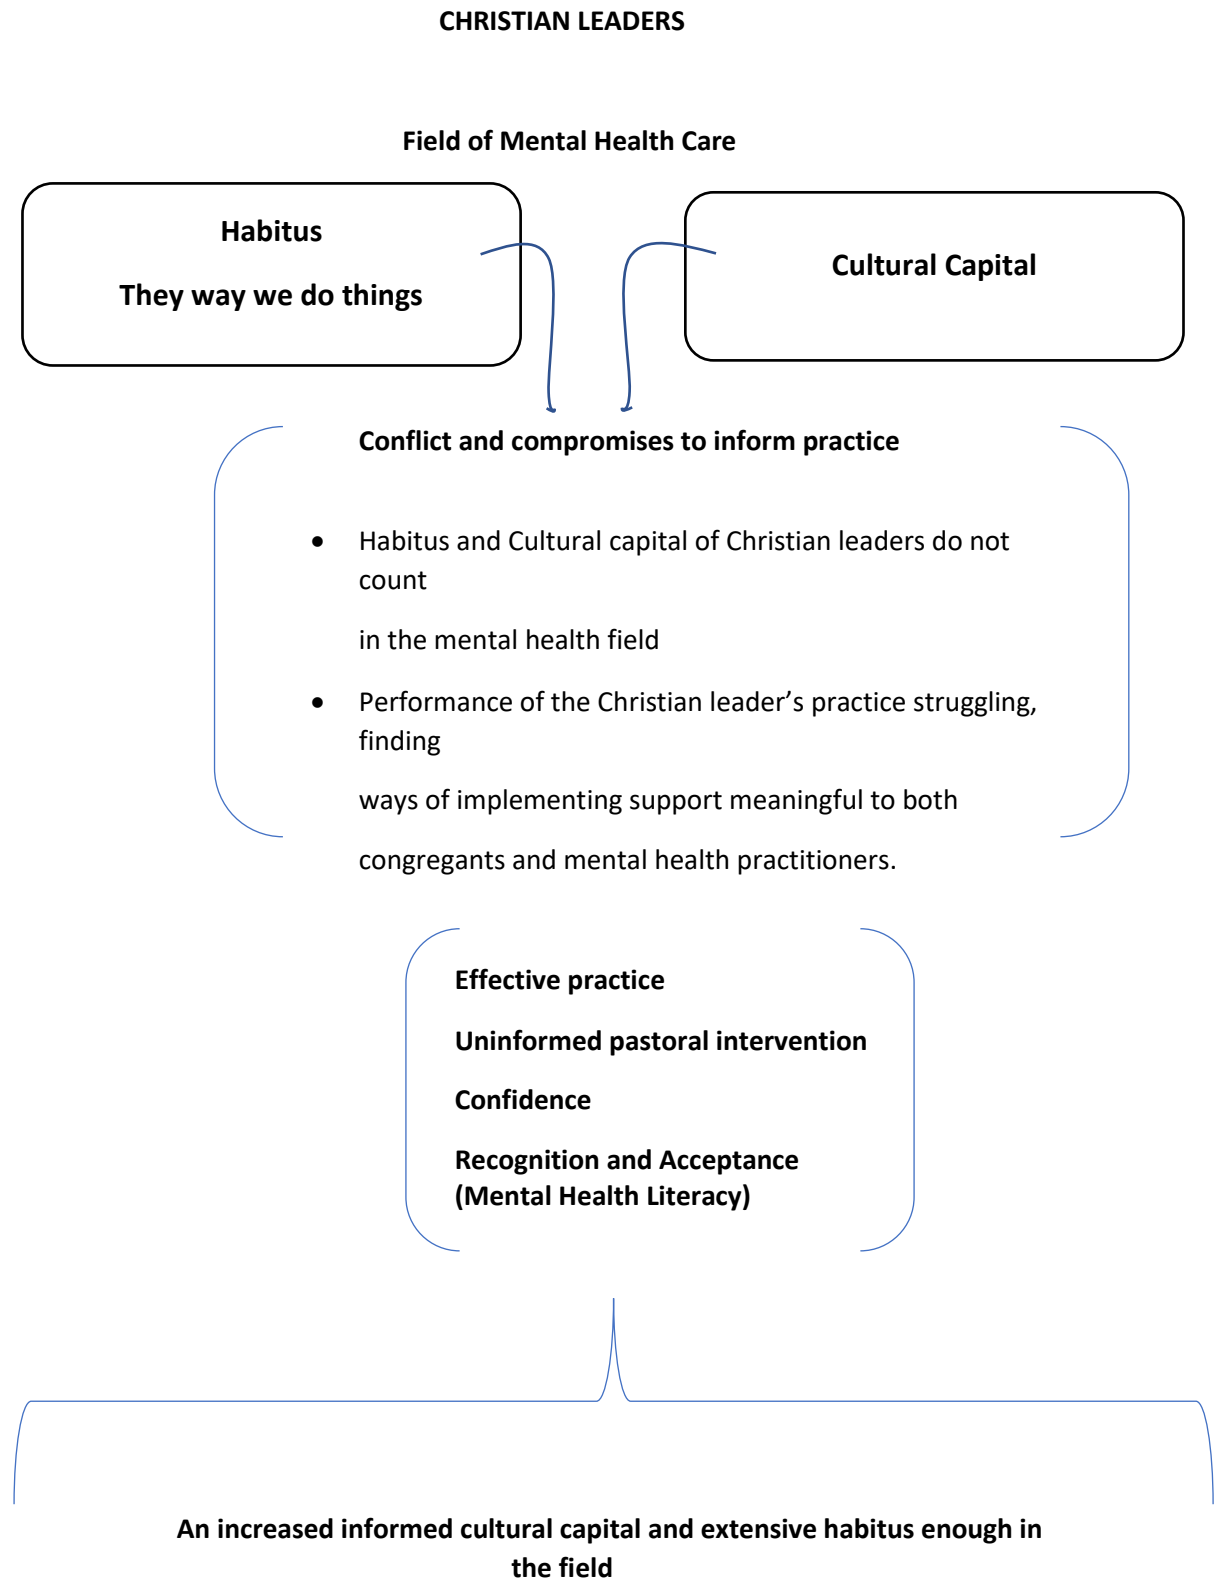 CHRISTIAN LEADERS
Field of Mental Health Care
Habitus
They way we do things
Cultural Capital
Conflict and compromises to inform practice
• Habitus and Cultural capital of Christian leaders do not
count
in the mental health field
• Performance of the Christian leader’s practice struggling,
finding
ways of implementing support meaningful to both
congregants and mental health practitioners.
Effective practice
Uninformed pastoral intervention
Confidence
Recognition and Acceptance
(Mental Health Literacy)
An increased informed cultural capital and extensive habitus enough in
the field